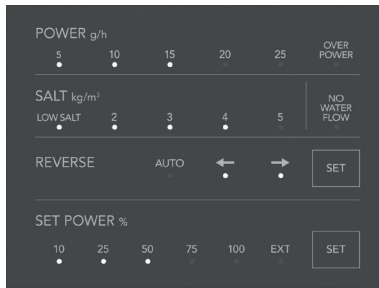 POWER g/h
5 10 15 20 25 OVER POWER
SALT kg/m³
LOW SALT 2 3 4 5 NO WATER FLOW
REVERSE AUTO ← → SET
SET POWER %
10 25 50 75 100 EXT SET